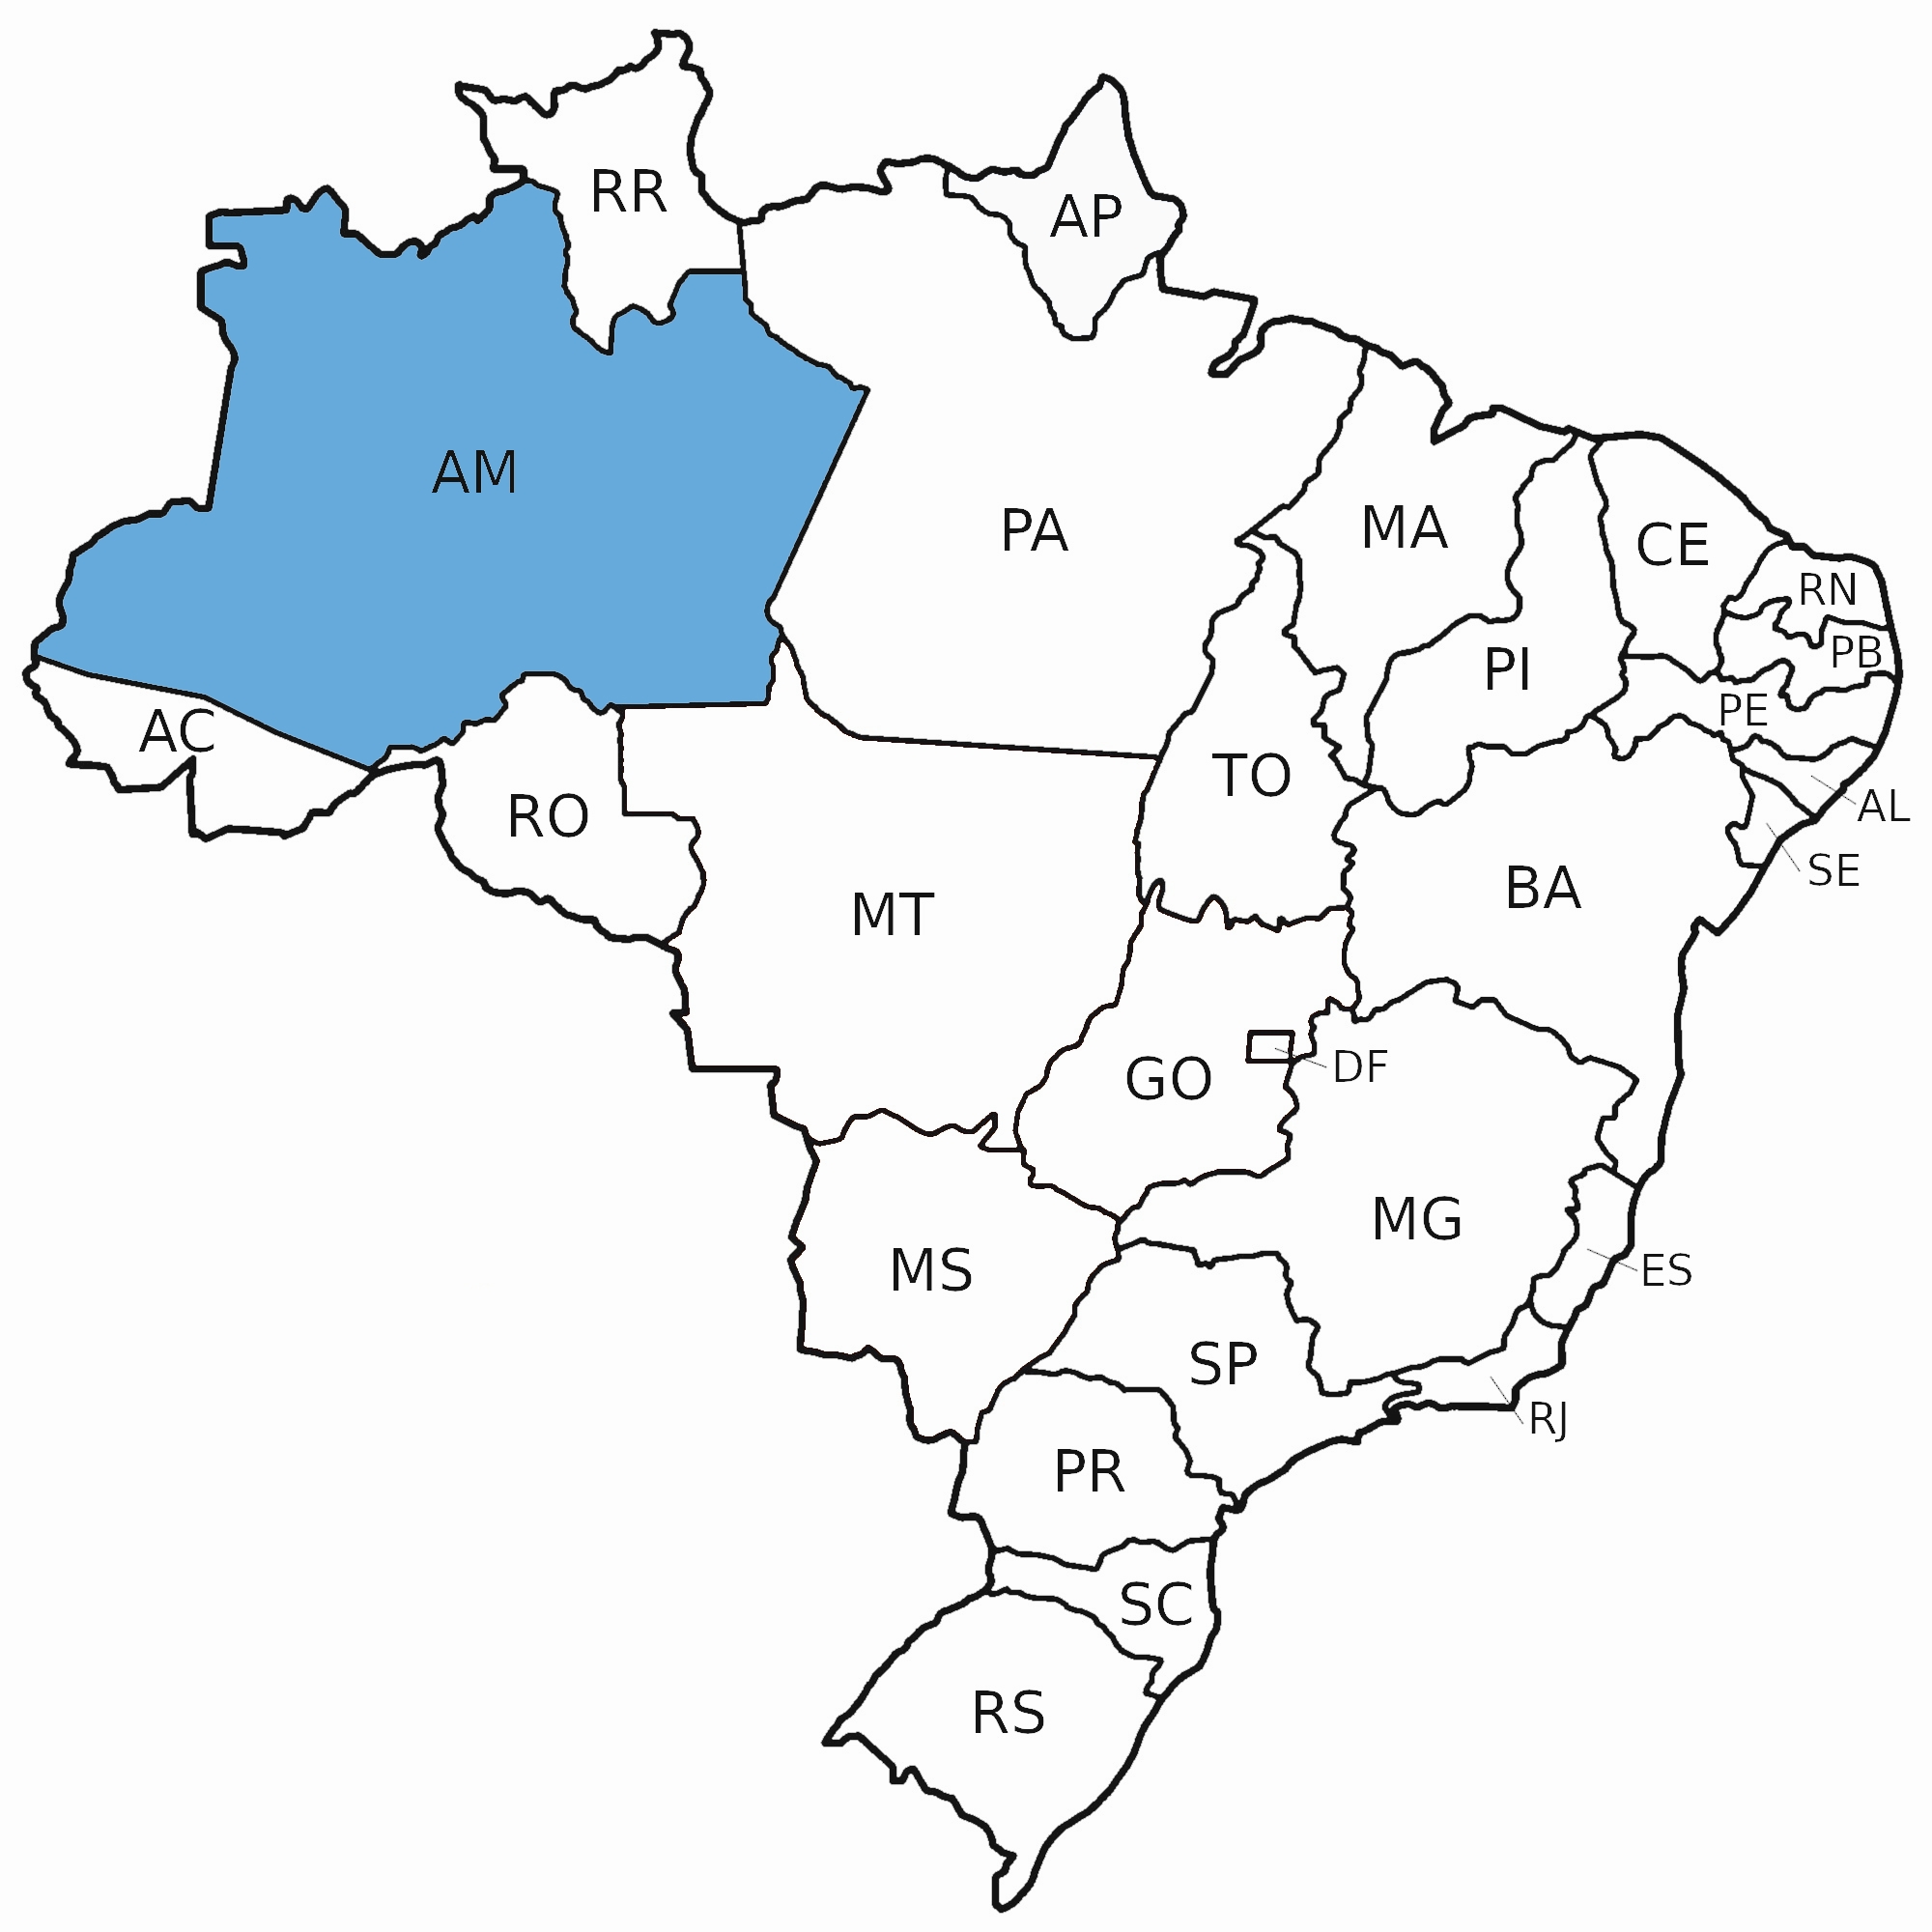 RR
AP
AM
PA
MA
CE
RN
PB
PI
PE
AC
TO
RO
AL
SE
BA
MT
DF
GO
MG
ES
MS
SP
RJ
PR
SC
RS